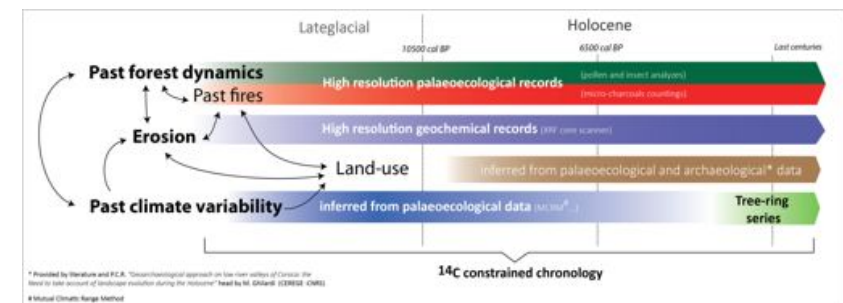 Lateglacial
Holocene
10500 cal BP
6500 cal BP
Last centuries
Past forest dynamics
High resolution palaeoecological records
(pollen and insect analyzes)
Past fires
(micro-charcoals countings)
Erosion
High resolution geochemical records (XRF core scanner)
Land-use
inferred from palaeoecological and archaeological* data
Past climate variability
inferred from palaeoecological data (MCRM#...)
Tree-ring
series
14C constrained chronology
* Provided by literature and P.C.R. "Geoarchaeological approach on low river valleys of Corsica: the
Need to take account of landscape evolution during the Holocene" head by M. Ghilardi (CEREGE -CNRS)
# Mutual Climatic Range Method